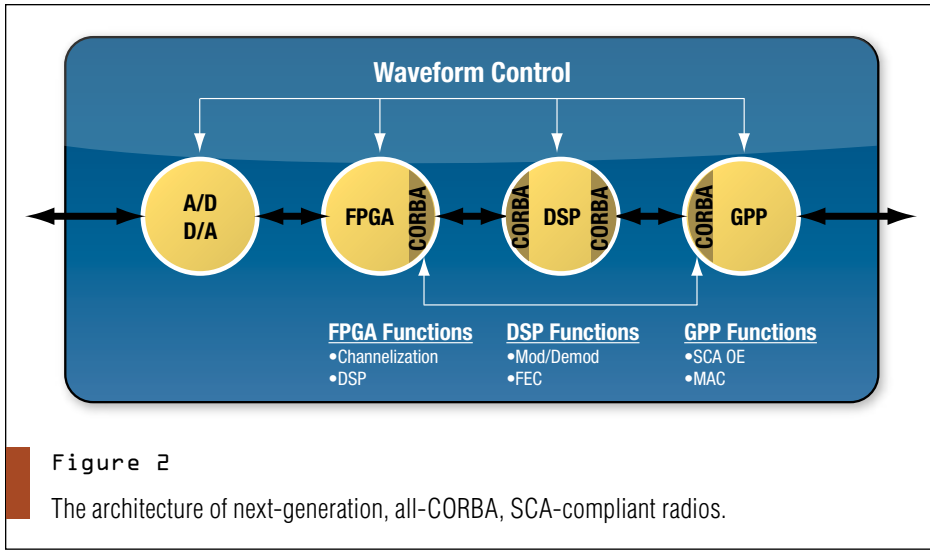 Waveform Control
A/D
D/A
FPGA
CORBA
CORBA
DSP
CORBA
CORBA
GPP
FPGA Functions
•Channelization
•DSP
DSP Functions
•Mod/Demod
•FEC
GPP Functions
•SCA OE
•MAC
Figure 2
The architecture of next-generation, all-CORBA, SCA-compliant radios.